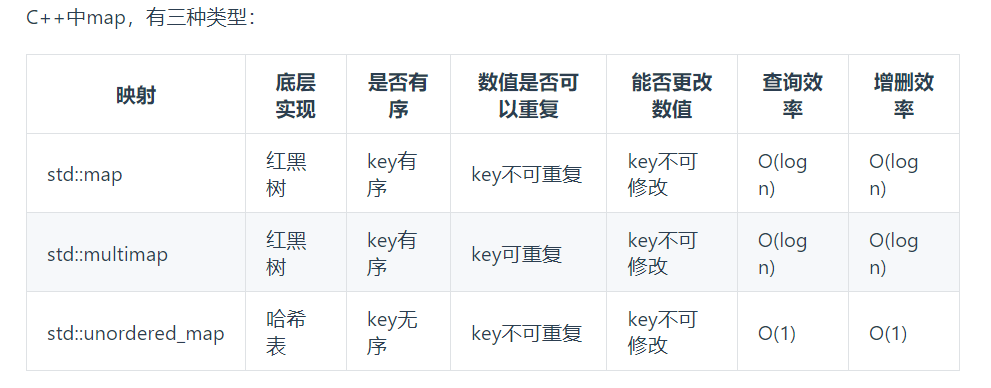 C++中map，有三种类型：
映射 底层实现 是否有序 数值是否可以重复 能否更改数值 查询效率 增删效率
std::map 红黑树 key有序 key不可重复 key不可修改 O(log n) O(log n)
std::multimap 红黑树 key有序 key可重复 key不可修改 O(log n) O(log n)
std::unordered_map 哈希表 key无序 key不可重复 key不可修改 O(1) O(1)